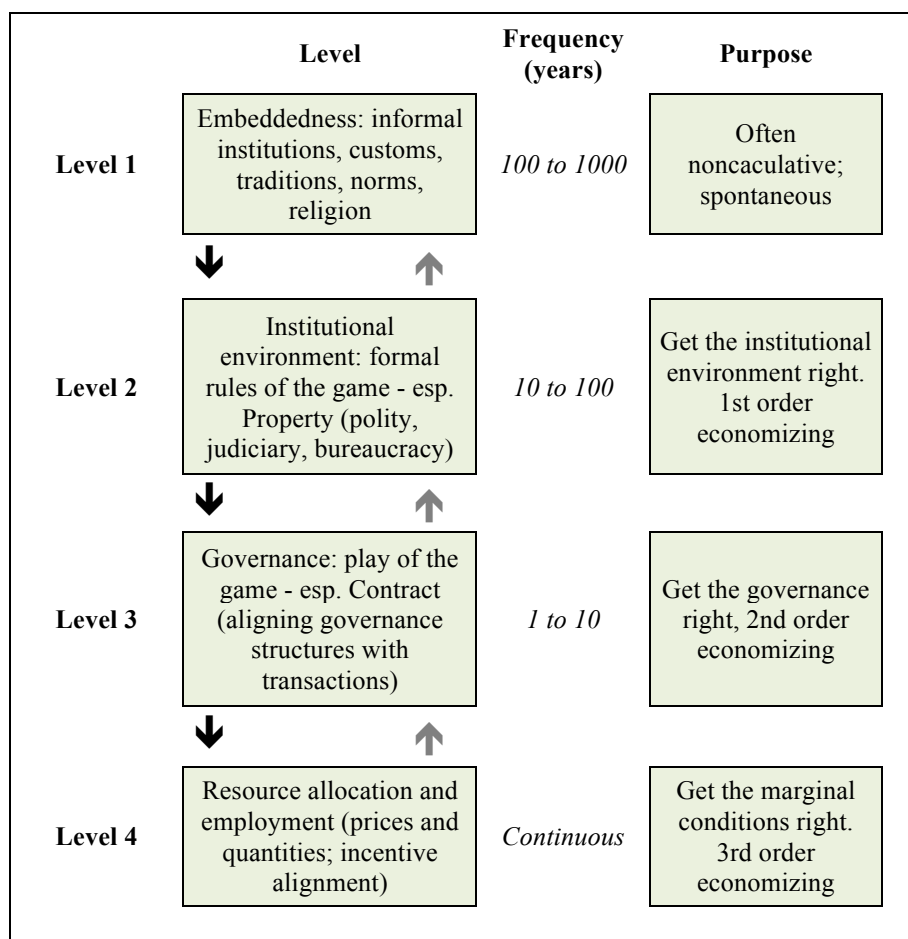 Level
Frequency
(years)
Purpose
Level 1
Embeddedness: informal
institutions, customs,
traditions, norms,
religion
100 to 1000
Often
noncaculative;
spontaneous
Level 2
Institutional
environment: formal
rules of the game - esp.
Property (polity,
judiciary, bureaucracy)
10 to 100
Get the institutional
environment right.
1st order
economizing
Level 3
Governance: play of the
game - esp. Contract
(aligning governance
structures with
transactions)
1 to 10
Get the governance
right, 2nd order
economizing
Level 4
Resource allocation and
employment (prices and
quantities; incentive
alignment)
Continuous
Get the marginal
conditions right.
3rd order
economizing